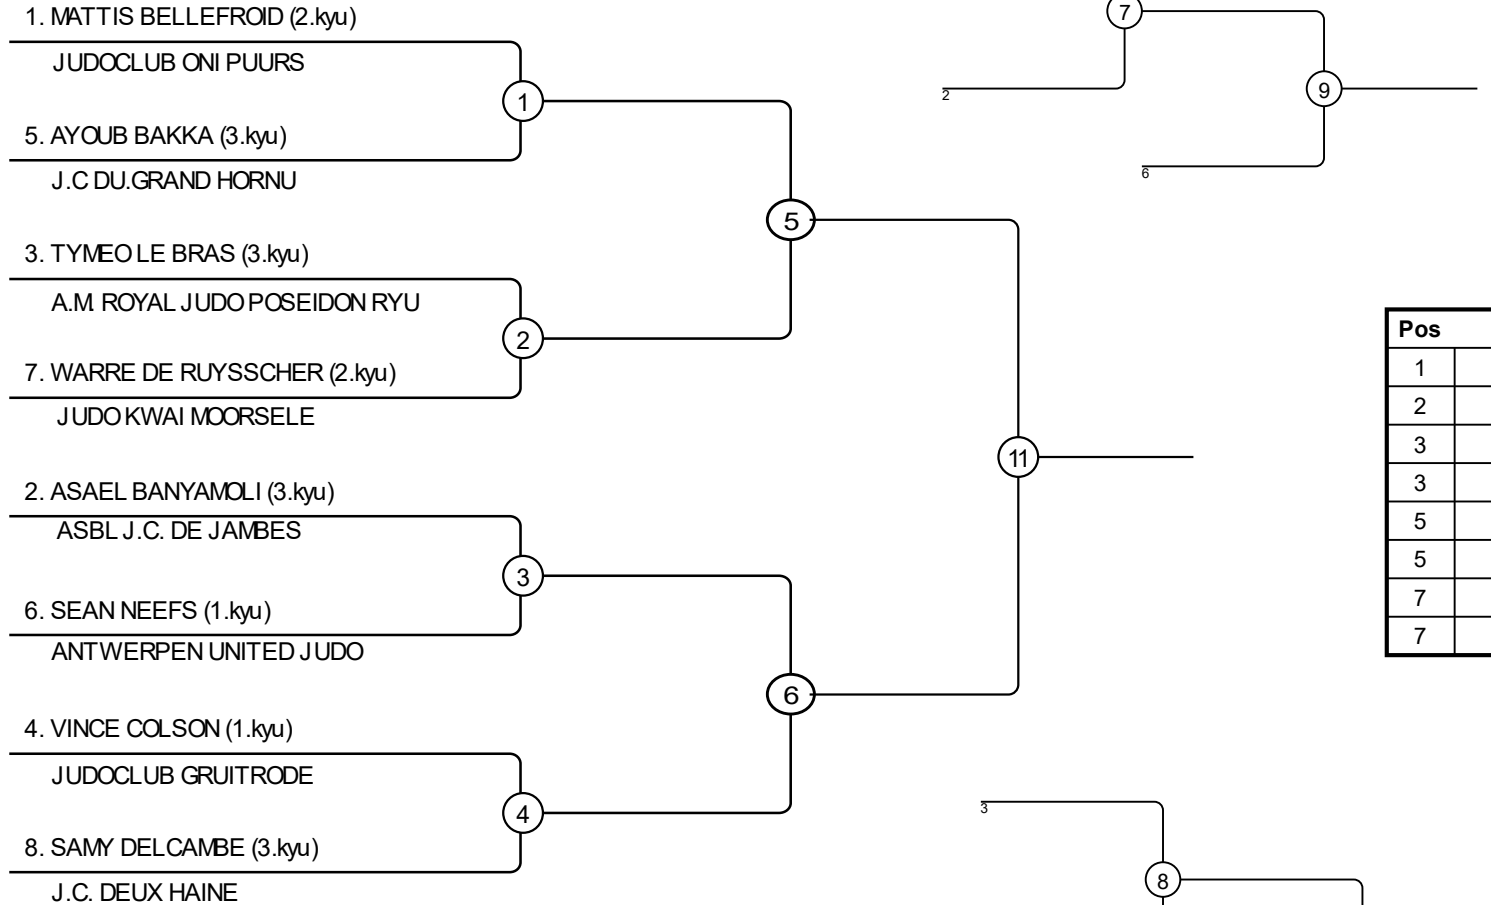 1. MATTIS BELLEFROID (2.kyu)
JUDOCLUB ONI PUURS
1
5. AYOUB BAKKA (3.kyu)
J.C DU.GRAND HORNU
5
3. TYMEO LE BRAS (3.kyu)
A.M. ROYAL JUDO POSEIDON RYU
2
7. WARRE DE RUYSSCHER (2.kyu)
JUDO KWAI MOORSELE
11
2. ASAEL BANYAMOLI (3.kyu)
ASBL J.C. DE JAMBES
3
6. SEAN NEEFS (1.kyu)
ANTWERPEN UNITED JUDO
6
4. VINCE COLSON (1.kyu)
JUDOCLUB GRUITRODE
4
8. SAMY DELCAMBE (3.kyu)
J.C. DEUX HAINE
7
2
9
6
Pos
1
2
3
3
5
5
7
7
3
8